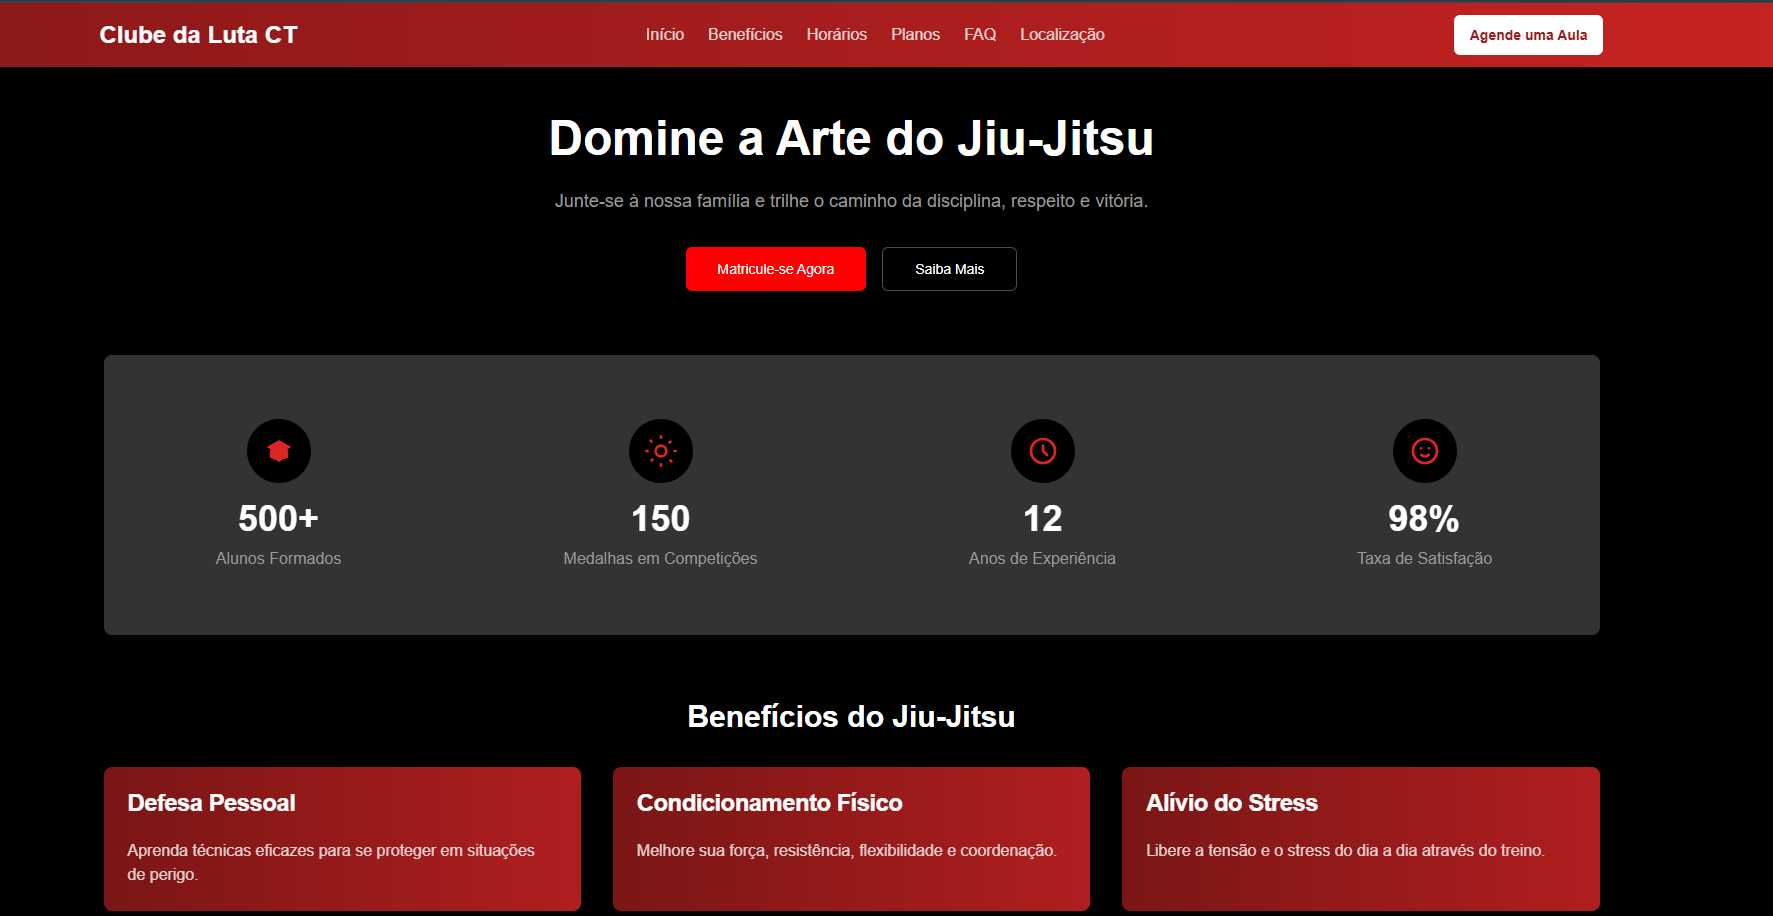 Clube da Luta CT
Início Benefícios Horários Planos FAQ Localização
Agende uma Aula
Domine a Arte do Jiu-Jitsu
Junte-se à nossa família e trilhe o caminho da disciplina, respeito e vitória.
Matricule-se Agora
Saiba Mais
500+
Alunos Formados
150
Medalhas em Competições
12
Anos de Experiência
98%
Taxa de Satisfação
Benefícios do Jiu-Jitsu
Defesa Pessoal
Aprenda técnicas eficazes para se proteger em situações
de perigo.
Condicionamento Físico
Melhore sua força, resistência, flexibilidade e coordenação.
Alívio do Stress
Libere a tensão e o stress do dia a dia através do treino.